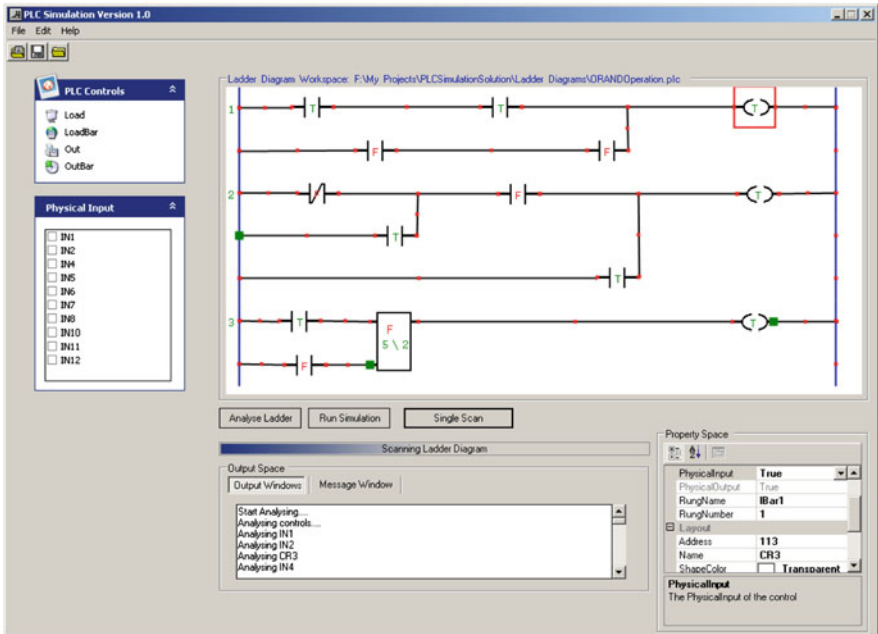 PLC Simulation Version 1.0
File Edit Help
PLC Controls
Load
LoadBar
Out
OutBar
Physical Input
IN1
IN2
IN4
IN5
IN6
IN7
IN8
IN10
IN11
IN12
Ladder Diagram Workspace: F:\My Projects\PLCSimulationSolution\Ladder Diagrams\ORANDOperation.plc
1 T T T
F F
2 F T
T
T
3 T F T
5 \ 2
F
Analyse Ladder Run Simulation Single Scan
Scanning Ladder Diagram
Output Space
Output Windows Message Window
Start Analysing....
Analysing controls....
Analysing IN1
Analysing IN2
Analysing CR3
Analysing IN4
Property Space
PhysicalInput True
PhysicalOutput True
RungName lBar1
RungNumber 1
Layout
Address 113
Name CR3
ShapeColor Transparent
PhysicalInput
The PhysicalInput of the control